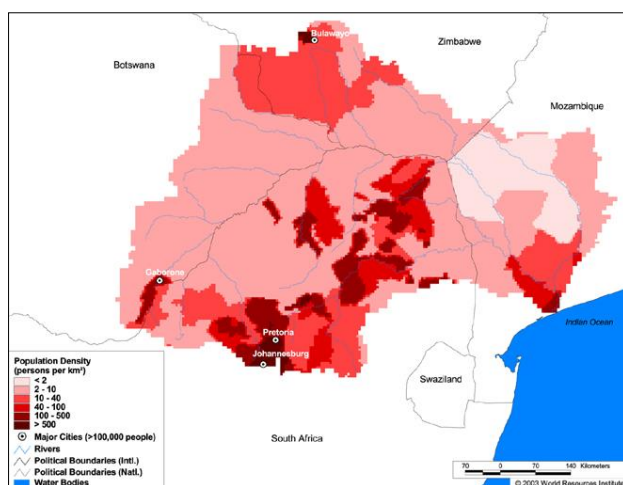 Bulawayo
Zimbabwe
Botswana
Mozambique
Gaborone
Pretoria
Johannesburg
Indian Ocean
Swaziland
South Africa
Population Density
(persons per km²)
< 2
2 - 10
10 - 40
40 - 100
100 - 500
> 500
Major Cities (>100,000 people)
Rivers
Political Boundaries (Intl.)
Political Boundaries (Natl.)
Water Bodies
70 0 70 140 Kilometers
© 2003 World Resources Institute